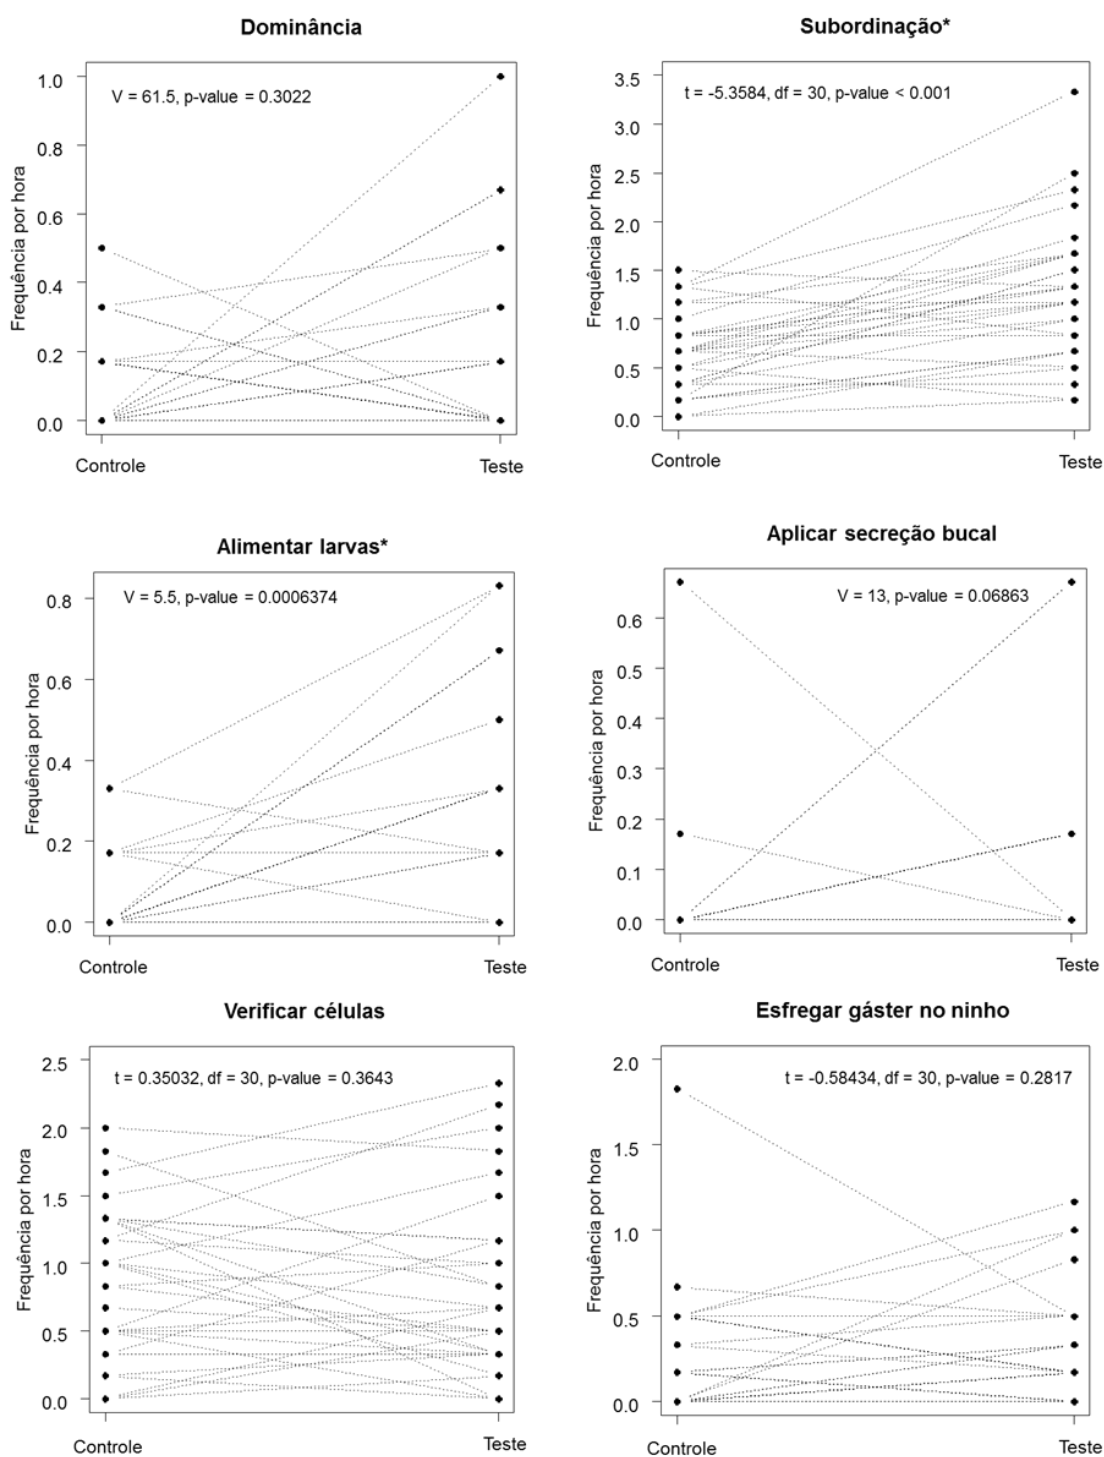 Dominância
V = 61.5, p-value = 0.3022
Frequência por hora
1.0
0.8
0.6
0.4
0.2
0.0
Controle
Teste
Subordinação*
t = -5.3584, df = 30, p-value < 0.001
Frequência por hora
3.5
3.0
2.5
2.0
1.5
1.0
0.5
0.0
Controle
Teste
Alimentar larvas*
V = 5.5, p-value = 0.0006374
Frequência por hora
0.8
0.6
0.4
0.2
0.0
Controle
Teste
Aplicar secreção bucal
V = 13, p-value = 0.06863
Frequência por hora
0.6
0.5
0.4
0.3
0.2
0.1
0.0
Controle
Teste
Verificar células
t = 0.35032, df = 30, p-value = 0.3643
Frequência por hora
2.5
2.0
1.5
1.0
0.5
0.0
Controle
Teste
Esfregar gáster no ninho
t = -0.58434, df = 30, p-value = 0.2817
Frequência por hora
2.0
1.5
1.0
0.5
0.0
Controle
Teste